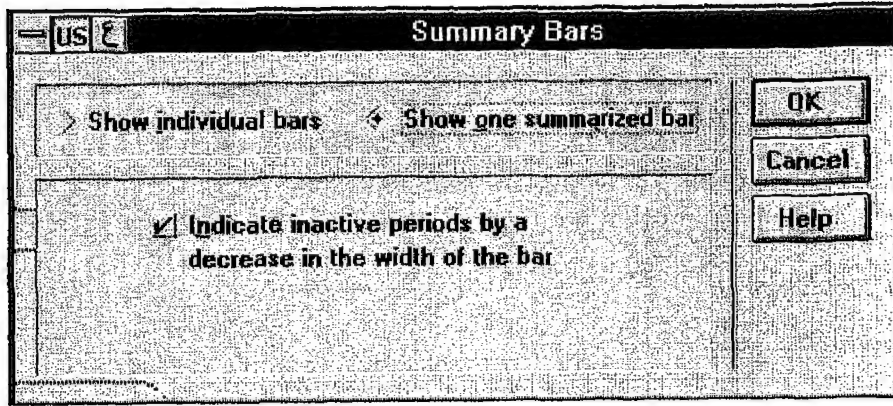 US ع Summary Bars
Show individual bars Show one summarized bar
OK
Cancel
Help
Indicate inactive periods by a
decrease in the width of the bar